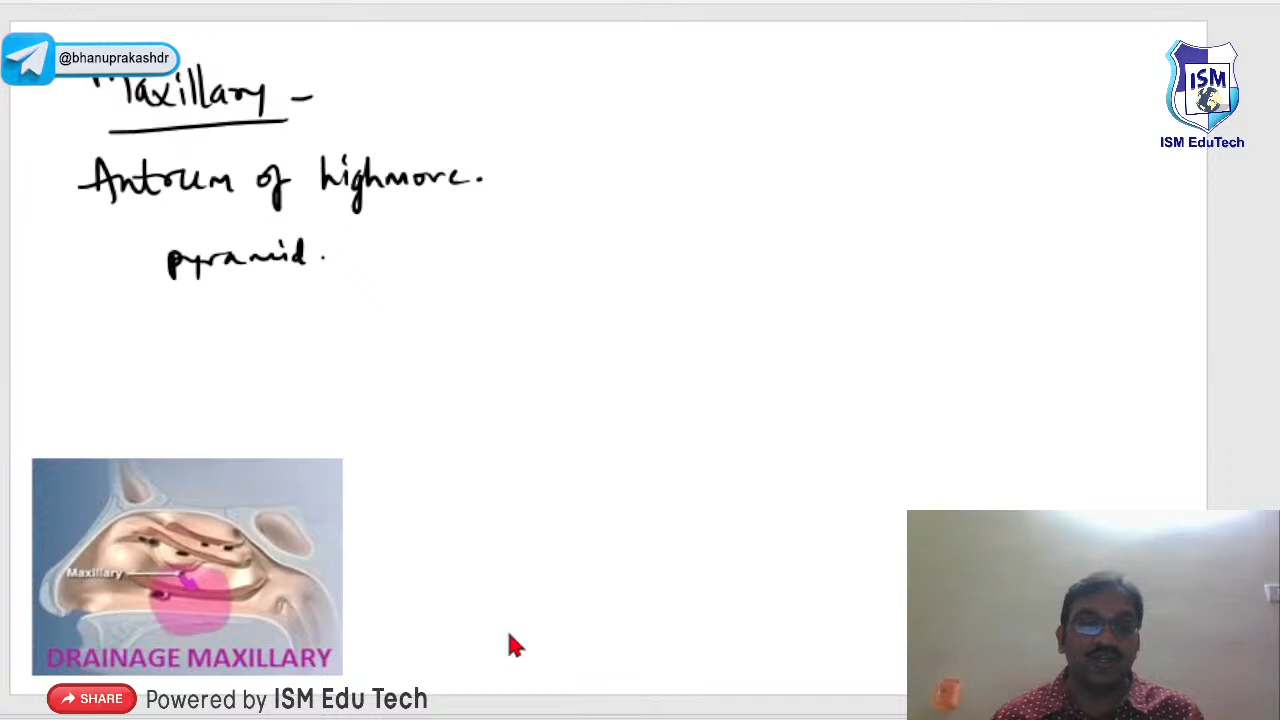 @bhanuprakashdr
Maxillary -
Antrum of highmore.
pyramid.
ISM
ISM EduTech
Maxillary
DRAINAGE MAXILLARY
SHARE
Powered by ISM Edu Tech